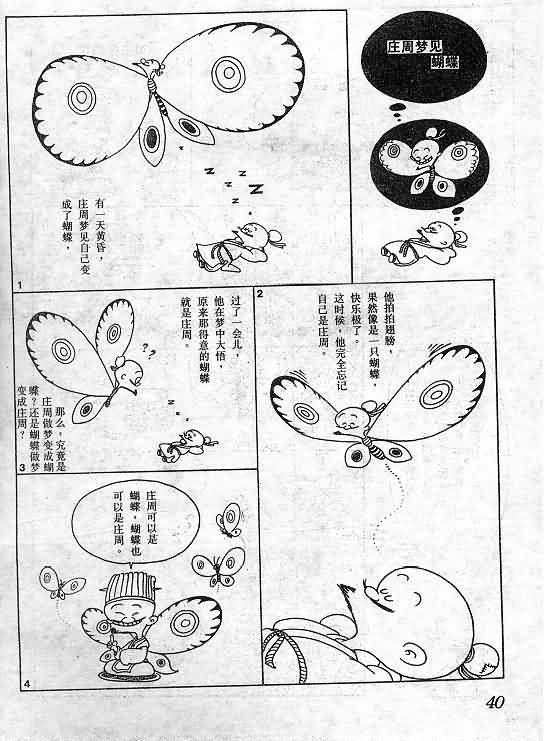 庄周梦见
蝴蝶
有一天黄昏，
庄周梦见自己变
成了蝴蝶，
z
z
z
z
1
2
他拍拍翅膀，
果然像是一只蝴蝶，
快乐极了。
这时候，他完全忘记
自己是庄周。
过了一会儿，
他在梦中大悟，
原来那得意的蝴蝶
就是庄周。
??
z
z
z
那么，究竟是
庄周做梦变成蝴
蝶？还是蝴蝶做梦
变成庄周？
3
庄周可以是
蝴蝶，蝴蝶也
可以是庄周。
4
40